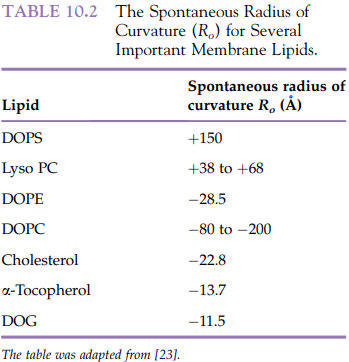 TABLE 10.2 The Spontaneous Radius of
Curvature (Rₒ) for Several
Important Membrane Lipids.
Spontaneous radius of
Lipid curvature Rₒ (Å)
DOPS +150
Lyso PC +38 to +68
DOPE −28.5
DOPC −80 to −200
Cholesterol −22.8
α-Tocopherol −13.7
DOG −11.5
The table was adapted from [23].